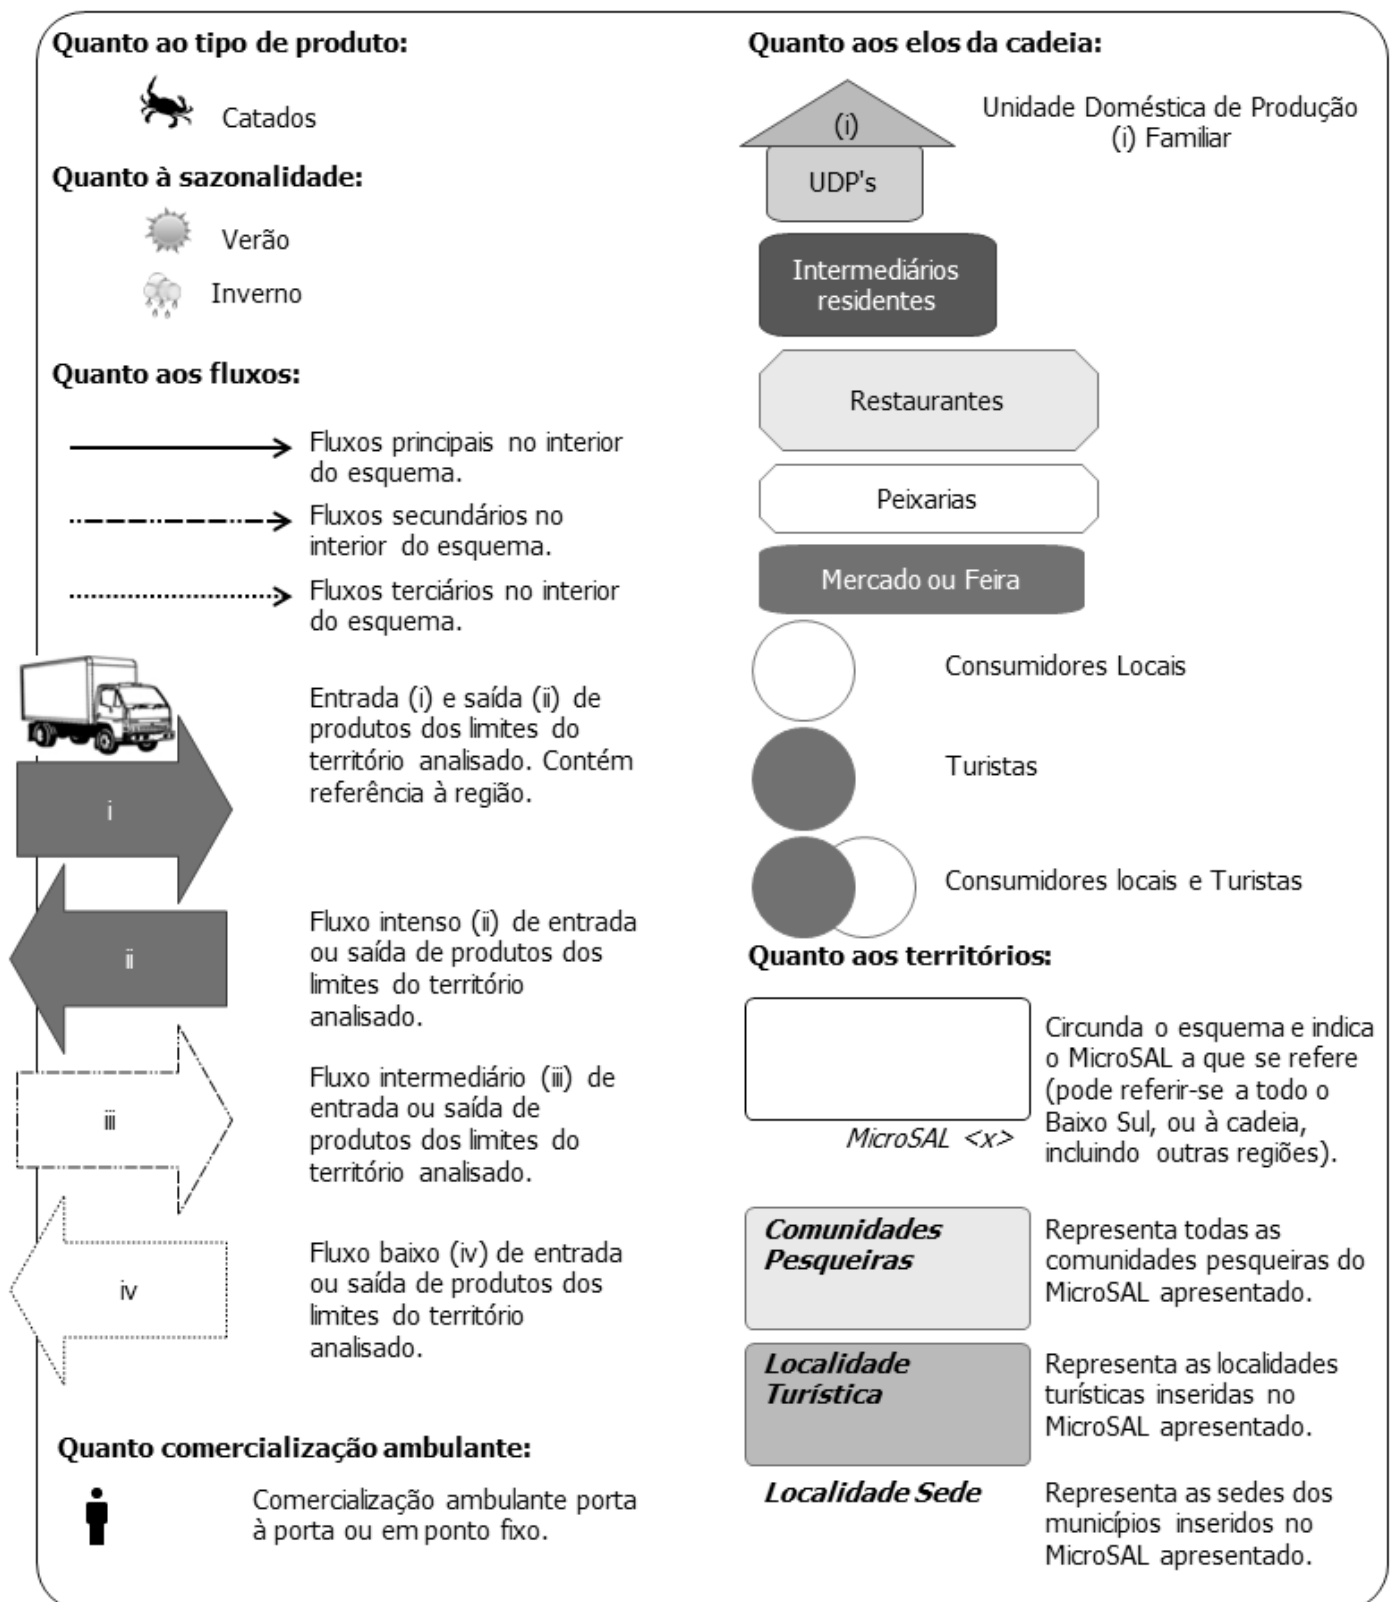 Quanto ao tipo de produto:
Catados
Quanto à sazonalidade:
Verão
Inverno
Quanto aos fluxos:
Fluxos principais no interior
do esquema.
Fluxos secundários no
interior do esquema.
Fluxos terciários no interior
do esquema.
Entrada (i) e saída (ii) de
produtos dos limites do
território analisado. Contém
referência à região.
i
Fluxo intenso (ii) de entrada
ou saída de produtos dos
limites do território
analisado.
ii
Fluxo intermediário (iii) de
entrada ou saída de
produtos dos limites do
território analisado.
iii
Fluxo baixo (iv) de entrada
ou saída de produtos dos
limites do território
analisado.
iv
Quanto comercialização ambulante:
Comercialização ambulante porta
à porta ou em ponto fixo.
Quanto aos elos da cadeia:
(i)
UDP's
Unidade Doméstica de Produção
(i) Familiar
Intermediários
residentes
Restaurantes
Peixarias
Mercado ou Feira
Consumidores Locais
Turistas
Consumidores locais e Turistas
Quanto aos territórios:
MicroSAL <x>
Circunda o esquema e indica
o MicroSAL a que se refere
(pode referir-se a todo o
Baixo Sul, ou à cadeia,
incluindo outras regiões).
Comunidades
Pesqueiras
Representa todas as
comunidades pesqueiras do
MicroSAL apresentado.
Localidade
Turística
Representa as localidades
turísticas inseridas no
MicroSAL apresentado.
Localidade Sede
Representa as sedes dos
municípios inseridos no
MicroSAL apresentado.